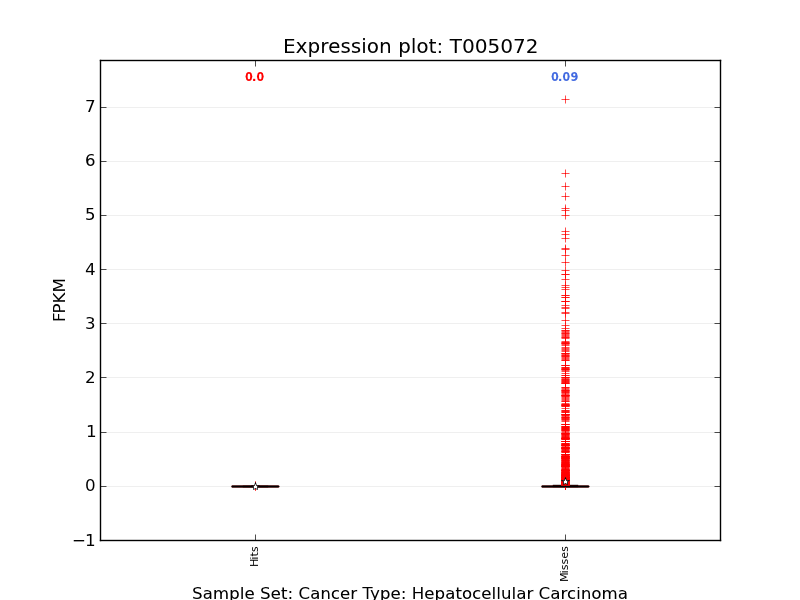 Expression plot: T005072
0.0
0.09
7
6
5
4
3
2
1
0
−1
FPKM
Hits
Misses
Sample Set: Cancer Type: Hepatocellular Carcinoma